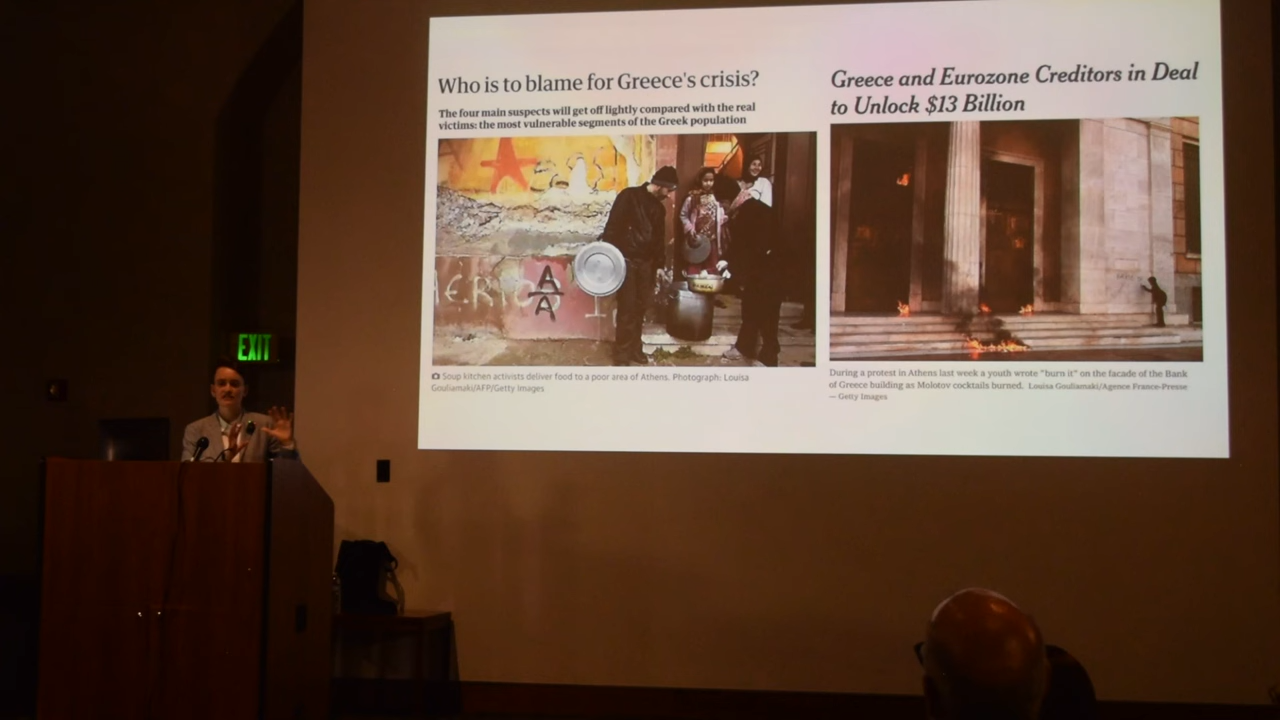 Who is to blame for Greece's crisis?
The four main suspects will get off lightly compared with the real
victims: the most vulnerable segments of the Greek population
Soup kitchen activists deliver food to a poor area of Athens. Photograph: Louisa
Gouliamaki/AFP/Getty Images
Greece and Eurozone Creditors in Deal
to Unlock $13 Billion
During a protest in Athens last week a youth wrote "burn it" on the facade of the Bank
of Greece building as Molotov cocktails burned. Louisa Gouliamaki/Agence France-Presse
— Getty Images
EXIT